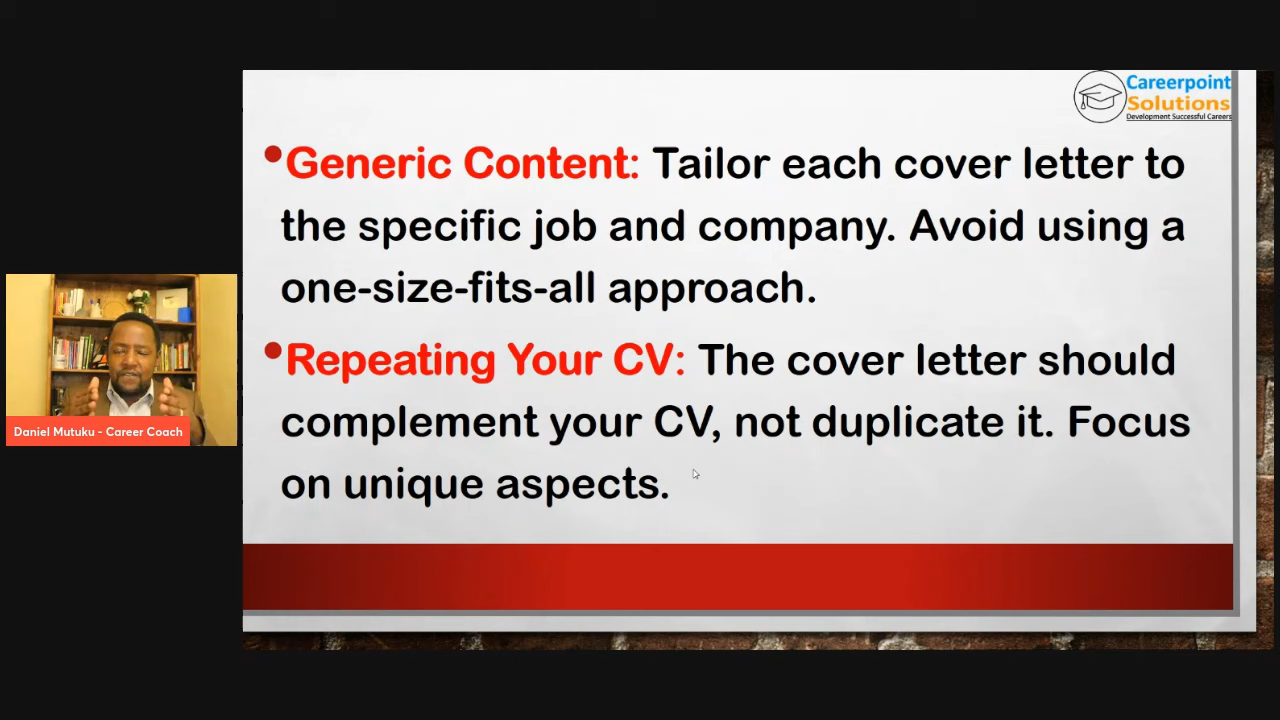 Careerpoint
Solutions
Development Successful Careers
•Generic Content: Tailor each cover letter to
the specific job and company. Avoid using a
one-size-fits-all approach.
•Repeating Your CV: The cover letter should
complement your CV, not duplicate it. Focus
on unique aspects.
Daniel Mutuku - Career Coach